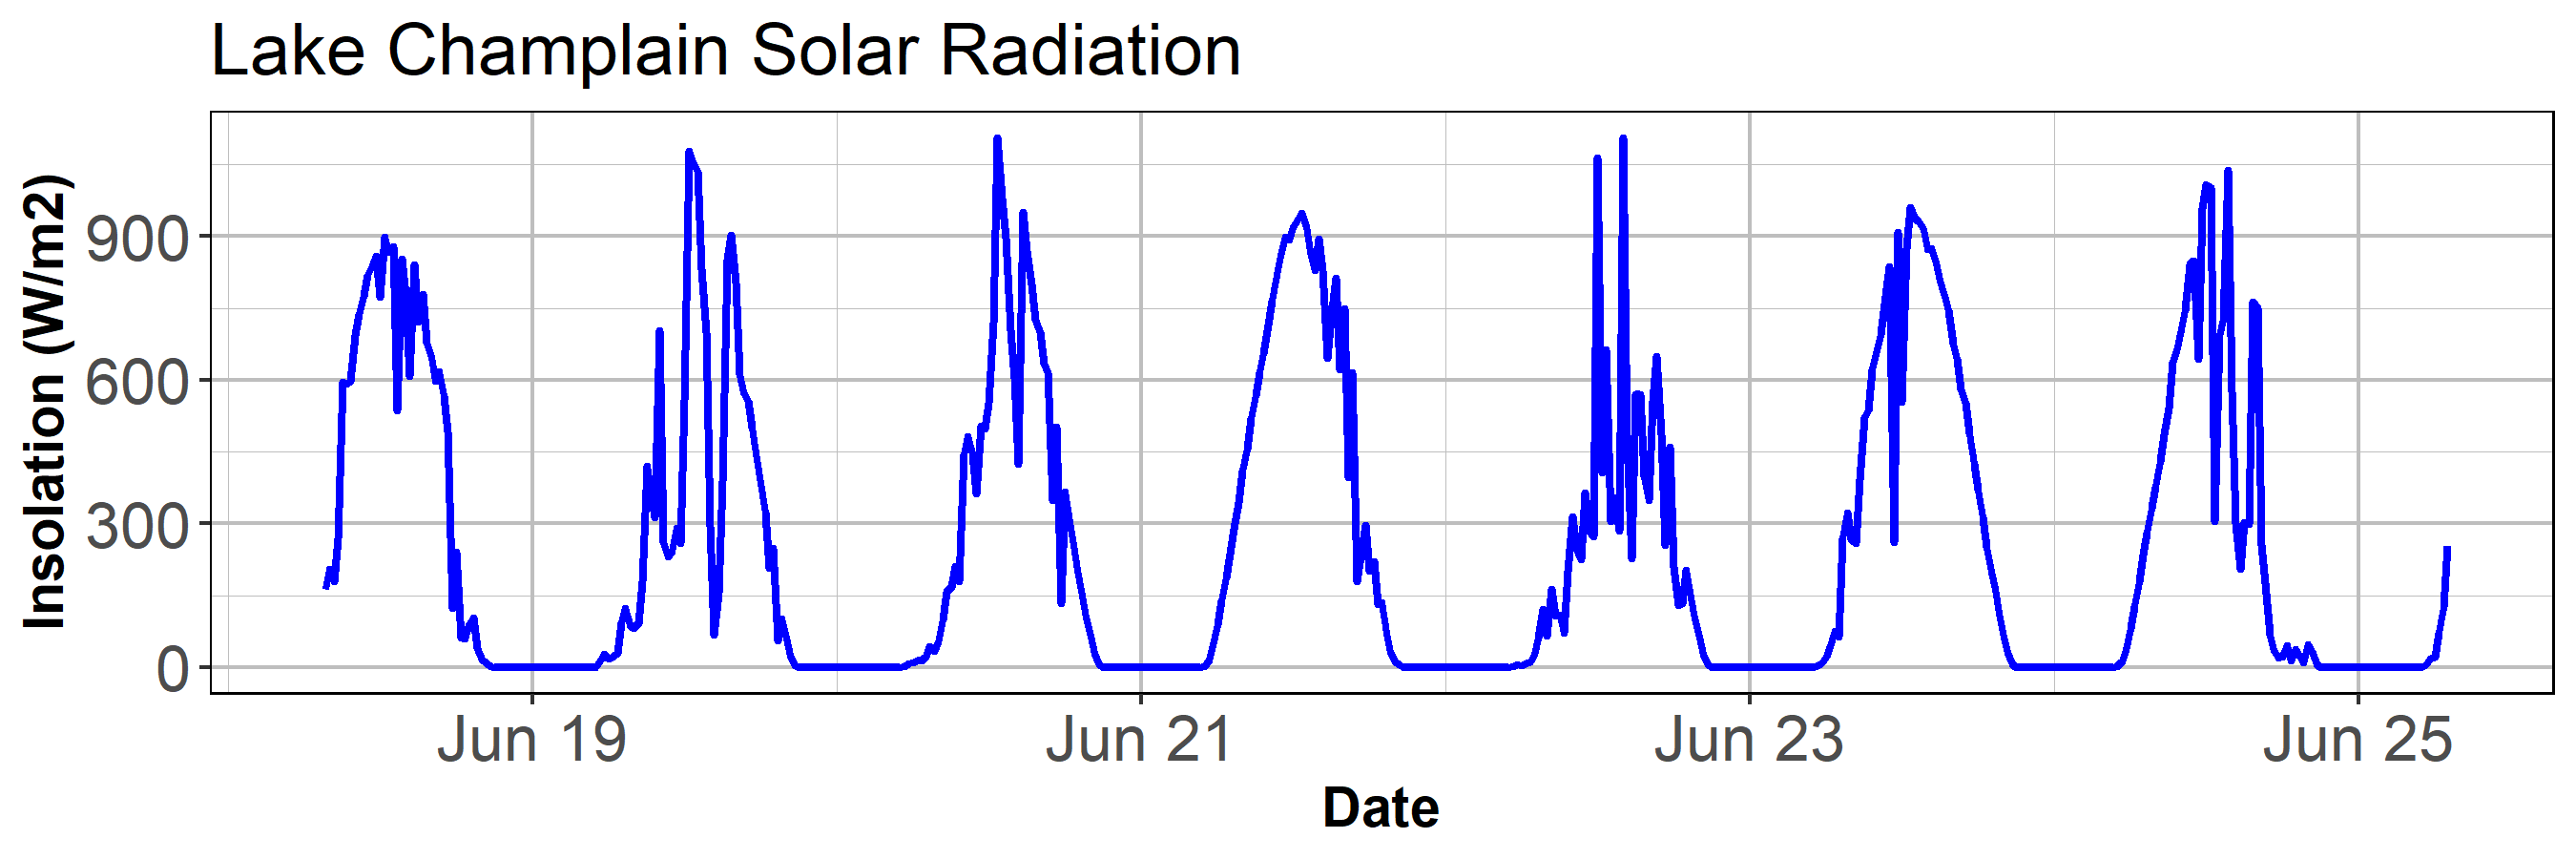 Lake Champlain Solar Radiation
Insolation (W/m2)
900
600
300
0
Jun 19
Jun 21
Jun 23
Jun 25
Date